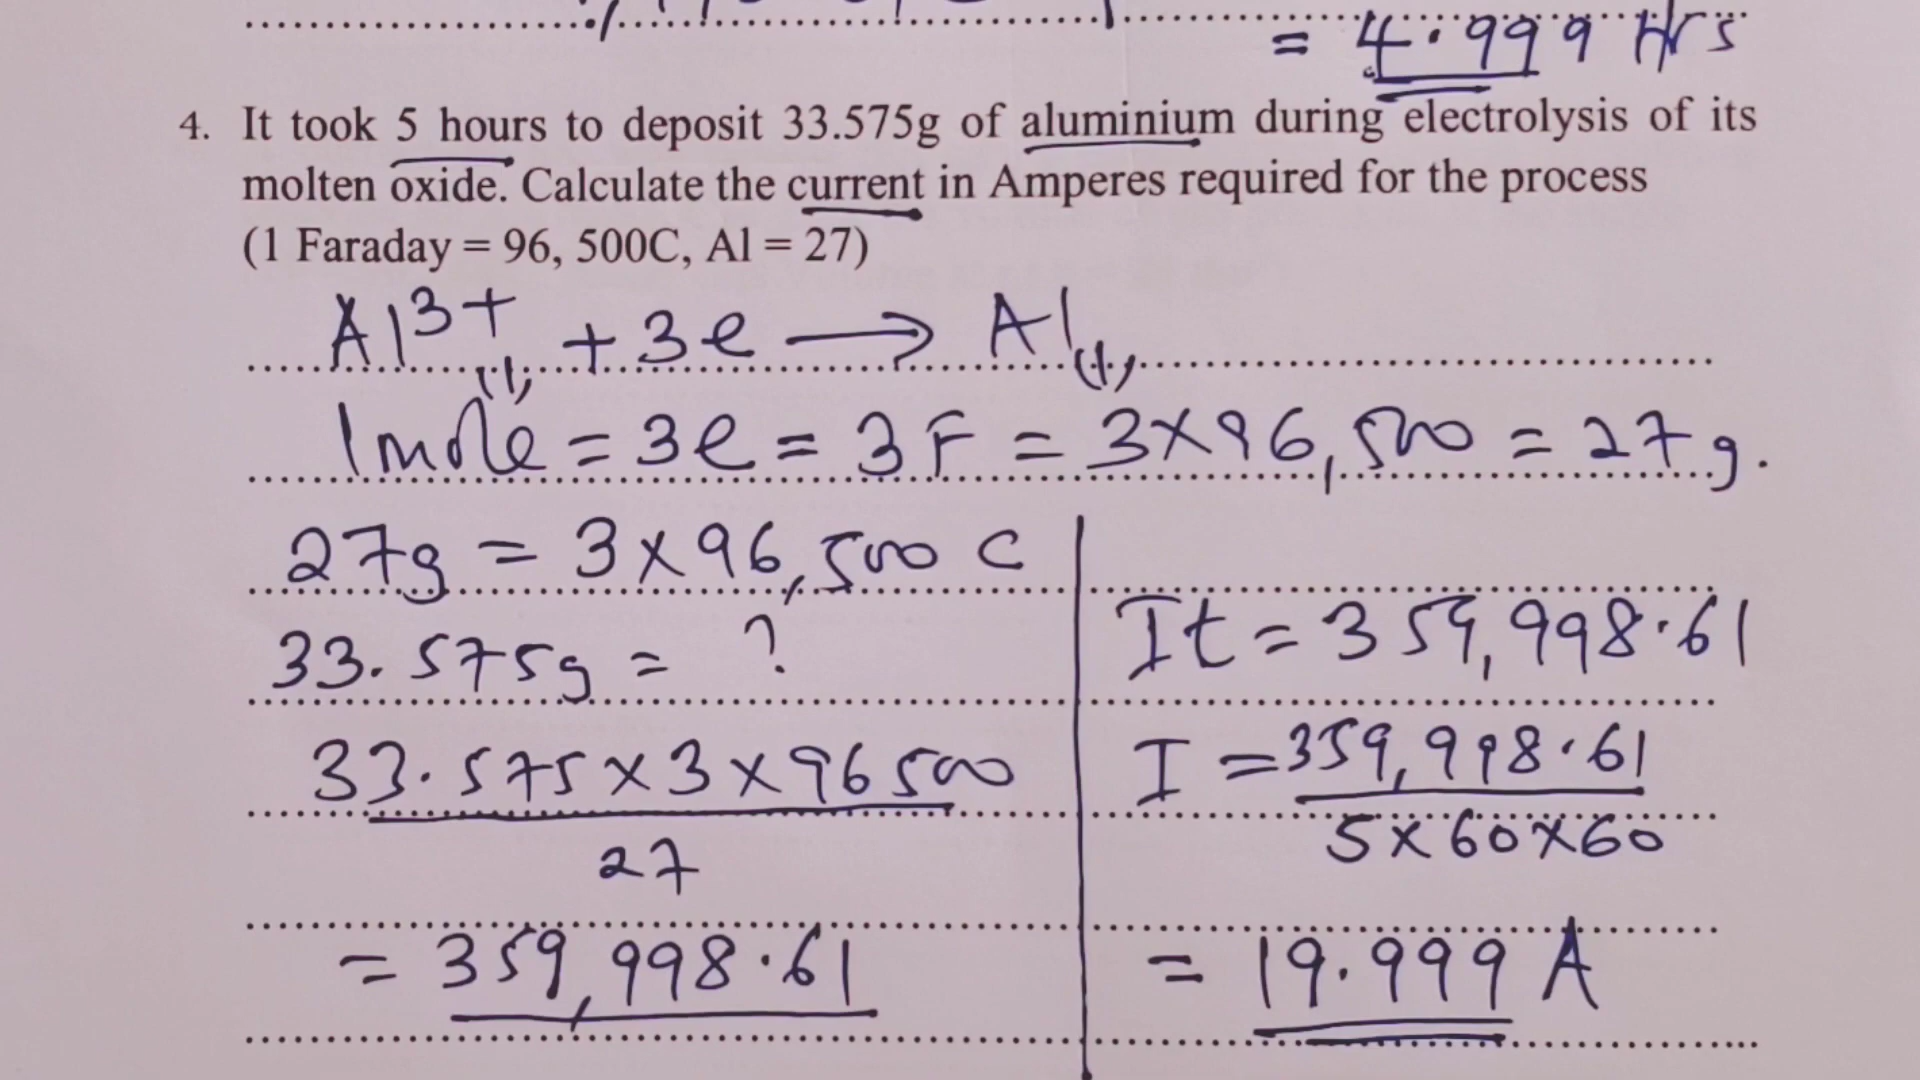 = 4.999 Hrs
4. It took 5 hours to deposit 33.575g of aluminium during electrolysis of its
molten oxide. Calculate the current in Amperes required for the process
(1 Faraday = 96, 500C, Al = 27)
Al3+(l) + 3e → Al(l)
1mole = 3e = 3F = 3×96,500 = 27g.
27g = 3×96,500 C
33.575g = ?
33.575×3×96500
27
= 359,998.61
It = 359,998.61
I = 359,998.61
5×60×60
= 19.999 A